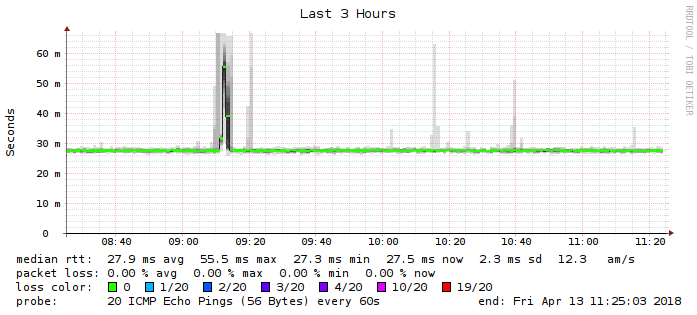 Last 3 Hours
RRDTOOL / TOBI OETIKER
Seconds
60 m
50 m
40 m
30 m
20 m
10 m
0
08:40 09:00 09:20 09:40 10:00 10:20 10:40 11:00 11:20
median rtt: 27.9 ms avg 55.5 ms max 27.3 ms min 27.5 ms now 2.3 ms sd 12.3 am/s
packet loss: 0.00 % avg 0.00 % max 0.00 % min 0.00 % now
loss color: 0 1/20 2/20 3/20 4/20 10/20 19/20
probe: 20 ICMP Echo Pings (56 Bytes) every 60s end: Fri Apr 13 11:25:03 2018